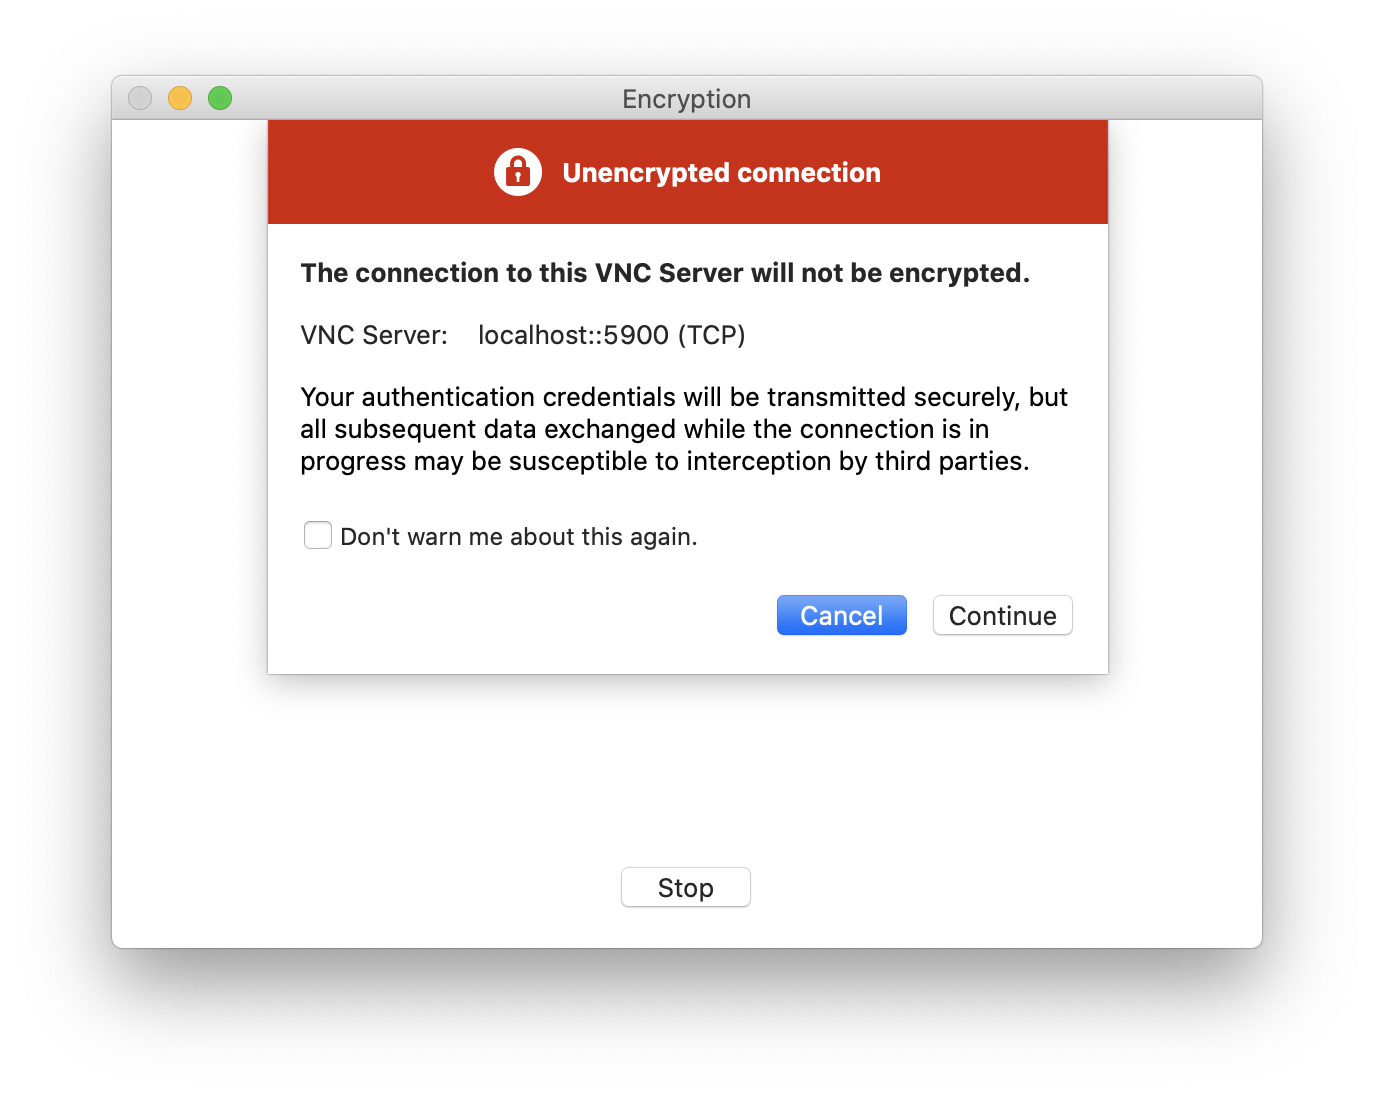 Encryption
Unencrypted connection
The connection to this VNC Server will not be encrypted.
VNC Server: localhost::5900 (TCP)
Your authentication credentials will be transmitted securely, but
all subsequent data exchanged while the connection is in
progress may be susceptible to interception by third parties.
Don't warn me about this again.
Cancel Continue
Stop